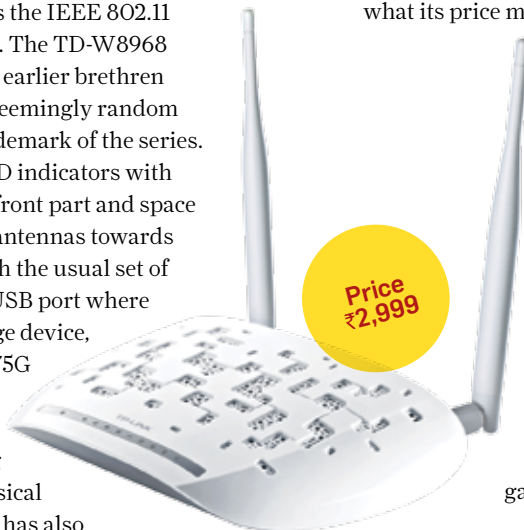 s the IEEE 802.11
. The TD-W8968
earlier brethren
eemingly random
demark of the series.
D indicators with
front part and space
antennas towards
h the usual set of
USB port where
ge device,
75G
sical
has also
what its price m
Price
₹2,999
TP-LINK
ga